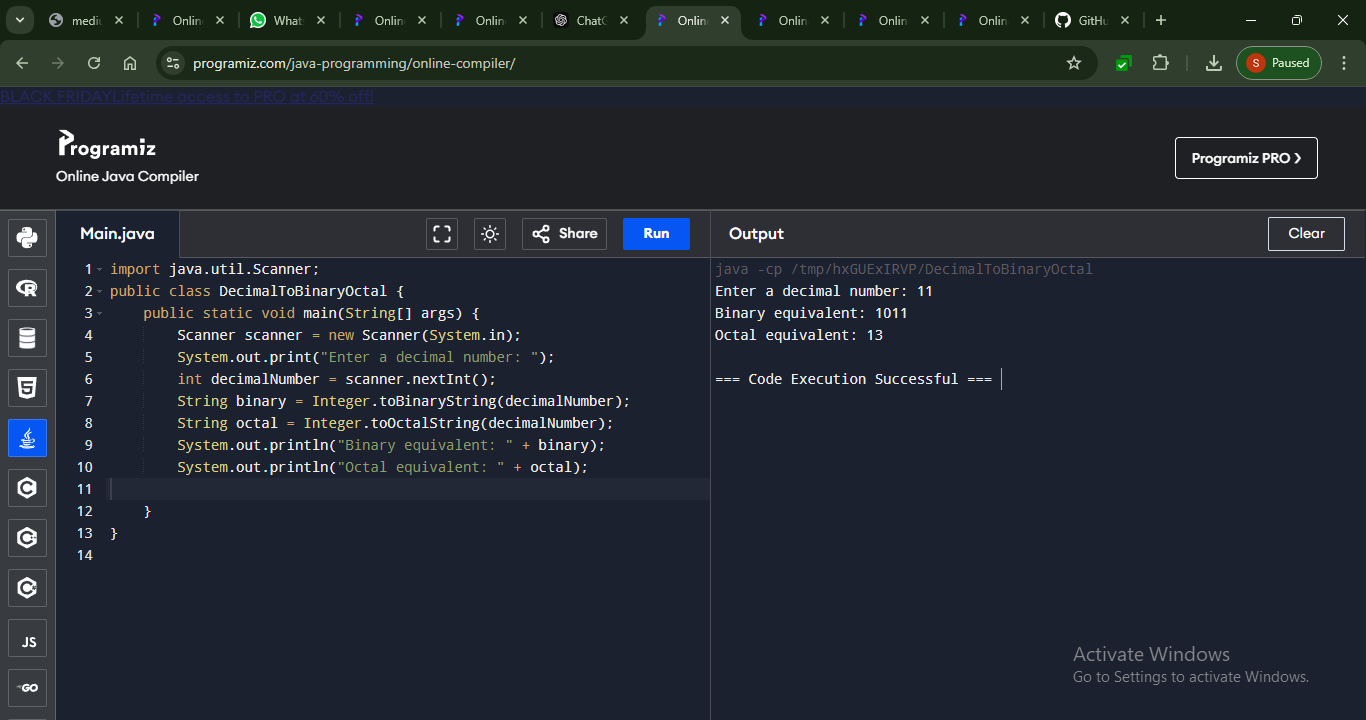 medi
Onlin
What
Onlin
Onlin
ChatG
Onlin
Onlin
Onlin
Onlin
GitHu
programiz.com/java-programming/online-compiler/
S Paused
BLACK FRIDAY Lifetime access to PRO at 60% off!
Programiz
Online Java Compiler
Programiz PRO ❯
Main.java
Share
Run
Output
Clear
1 import java.util.Scanner;
2 public class DecimalToBinaryOctal {
3     public static void main(String[] args) {
4         Scanner scanner = new Scanner(System.in);
5         System.out.print("Enter a decimal number: ");
6         int decimalNumber = scanner.nextInt();
7         String binary = Integer.toBinaryString(decimalNumber);
8         String octal = Integer.toOctalString(decimalNumber);
9         System.out.println("Binary equivalent: " + binary);
10         System.out.println("Octal equivalent: " + octal);
11
12     }
13 }
14
java -cp /tmp/hxGUExIRVP/DecimalToBinaryOctal
Enter a decimal number: 11
Binary equivalent: 1011
Octal equivalent: 13
=== Code Execution Successful ===
JS
GO
Activate Windows
Go to Settings to activate Windows.